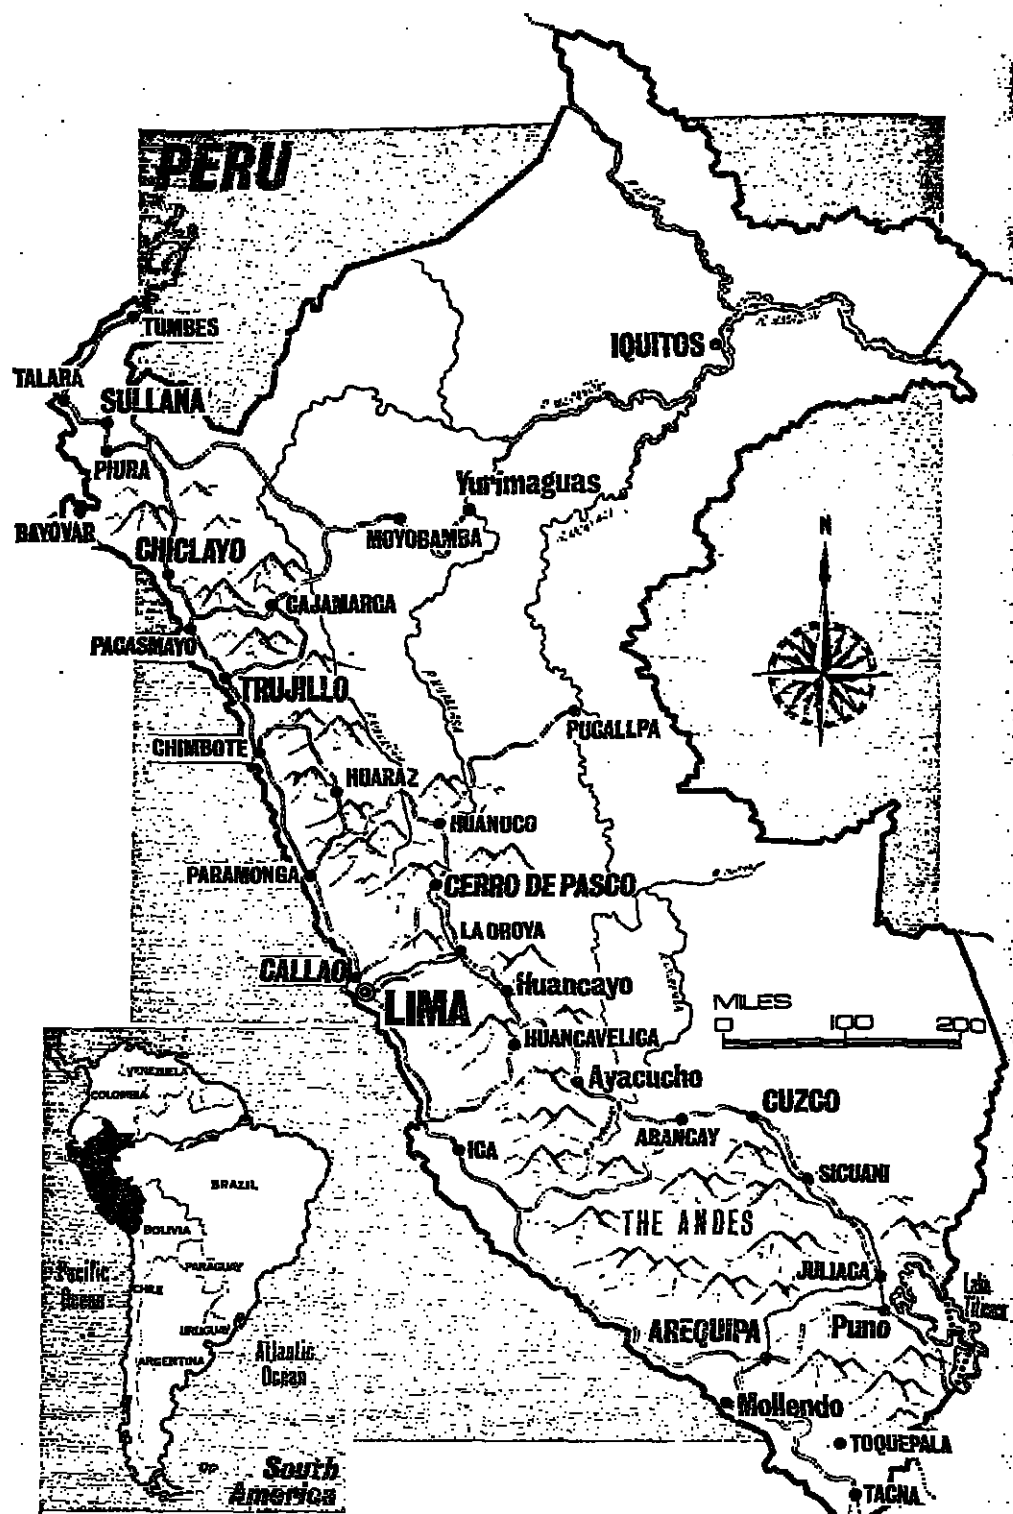 PERU
TUMBES
IQUITOS
TALARA
SULLANA
PIURA
Yurimaguas
BAYOVAR
MOYOBAMBA
CHICLAYO
N
CAJAMARCA
PACASMAYO
TRUJILLO
PUCALLPA
CHIMBOTE
HUARAZ
HUANUCO
PARAMONGA
CERRO DE PASCO
LA OROYA
CALLAO
Huancayo
LIMA
MILES
0 100 200
HUANCAVELICA
Ayacucho
CUZCO
ABANCAY
ICA
SICUANI
THE ANDES
JULIACA
Lake
AREQUIPA
Puno
Mollendo
TOQUEPALA
TACNA
VENEZUELA
COLOMBIA
BRAZIL
BOLIVIA
Pacific
Ocean
PARAGUAY
CHILE
URUGUAY
ARGENTINA
Atlantic
Ocean
South
America